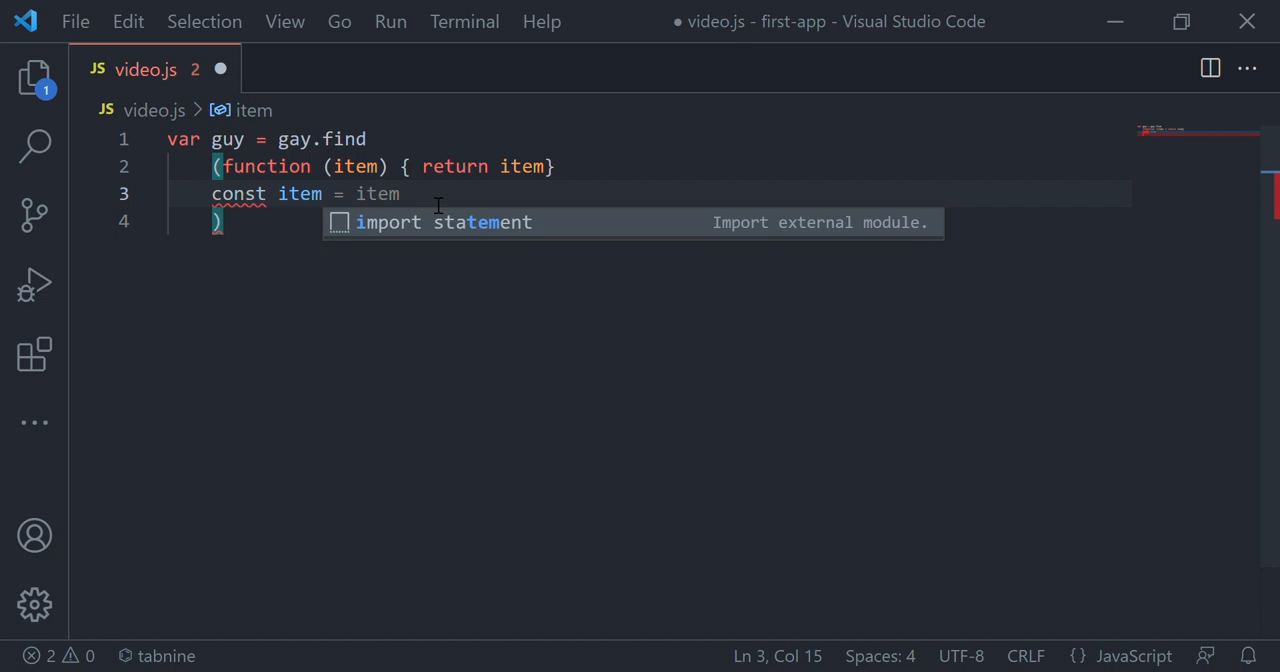 File Edit Selection View Go Run Terminal Help ● video.js - first-app - Visual Studio Code
JS video.js 2 ●
1
JS video.js > item
1 var guy = gay.find
2 (function (item) { return item}
3 const item = item
4 )
import statement Import external module.
2 0 tabnine Ln 3, Col 15 Spaces: 4 UTF-8 CRLF {} JavaScript